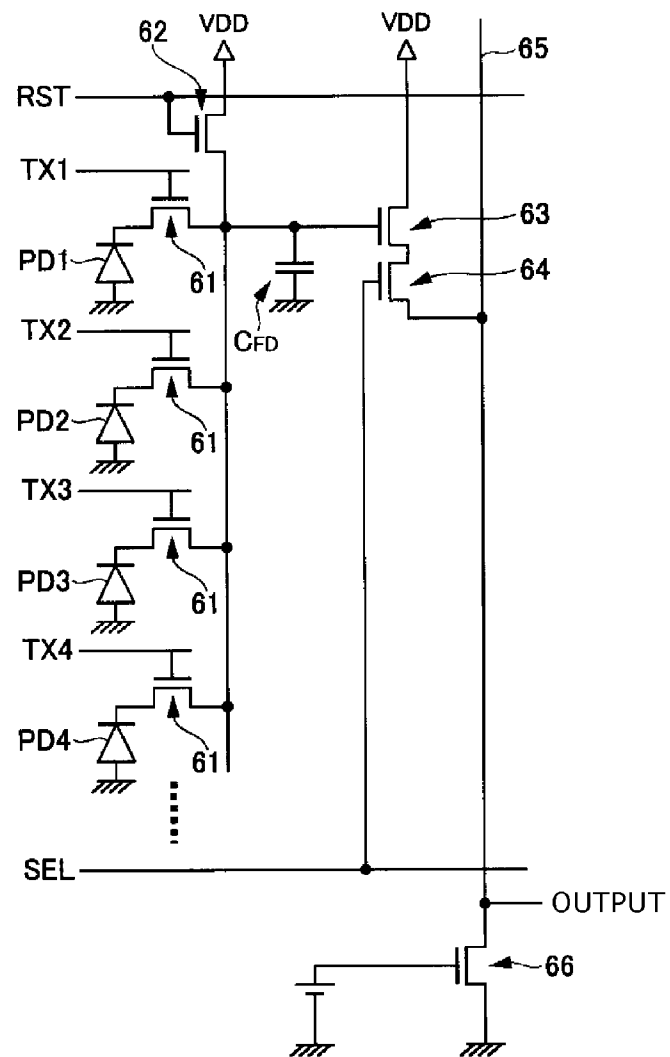 62
VDD
VDD
65
RST
TX1
63
PD1
61
64
TX2
CFD
PD2
61
TX3
PD3
61
TX4
PD4
61
SEL
OUTPUT
66